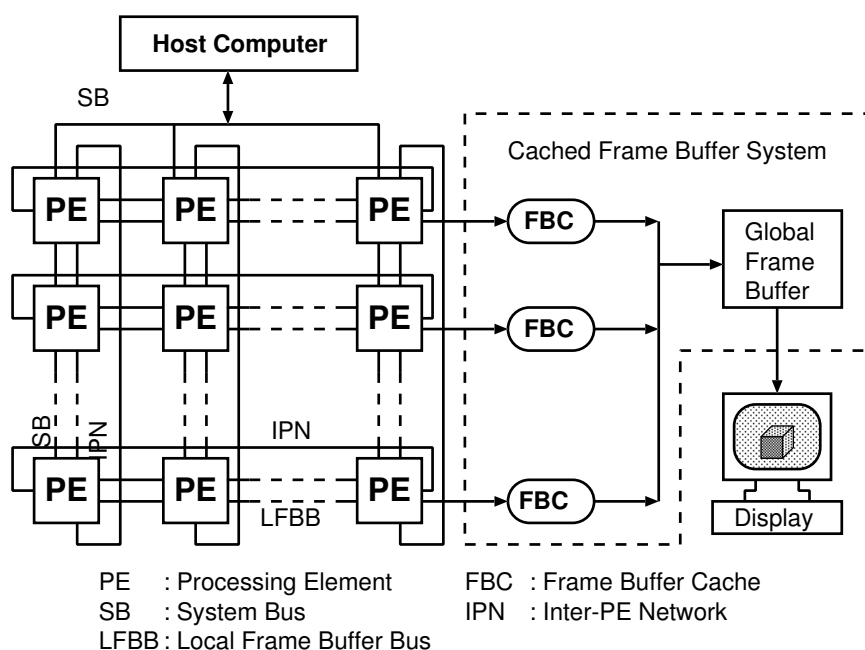 Host Computer
SB
Cached Frame Buffer System
PE PE PE FBC
Global
Frame
Buffer
PE PE PE FBC
SB IPN IPN
PE PE PE FBC
LFBB
Display
PE : Processing Element
SB : System Bus
LFBB : Local Frame Buffer Bus
FBC : Frame Buffer Cache
IPN : Inter-PE Network